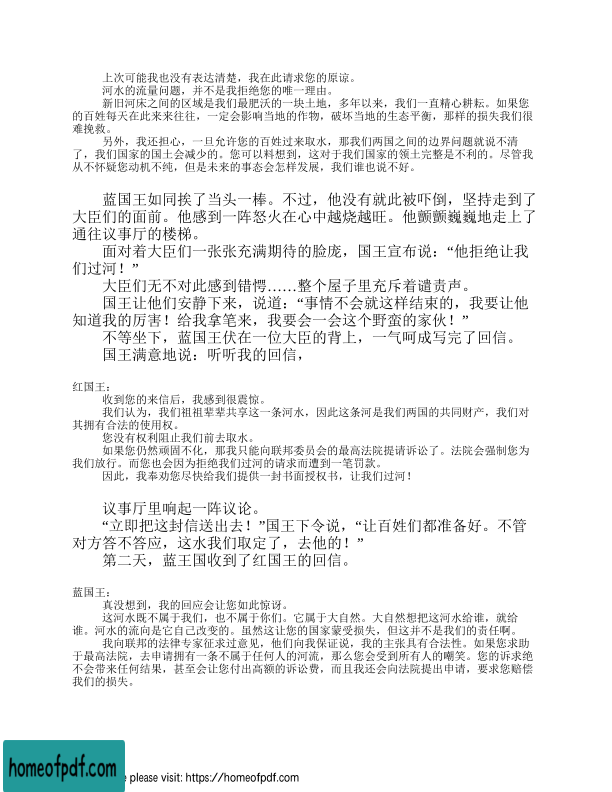 上次可能我也没有表达清楚，我在此请求您的原谅。
河水的流量问题，并不是我拒绝您的唯一理由。
新旧河床之间的区域是我们最肥沃的一块土地，多年以来，我们一直精心耕耘。如果您
的百姓每天在此来来往往，一定会影响当地的作物，破坏当地的生态平衡，那样的损失我们很
难挽救。
另外，我还担心，一旦允许您的百姓过来取水，那我们两国之间的边界问题就说不清
了，我们国家的国土会减少的。您可以料想到，这对于我们国家的领土完整是不利的。尽管我
从不怀疑您动机不纯，但是未来的事态会怎样发展，我们谁也说不好。
蓝国王如同挨了当头一棒。不过，他没有就此被吓倒，坚持走到了
大臣们的面前。他感到一阵怒火在心中越烧越旺。他颤颤巍巍地走上了
通往议事厅的楼梯。
面对着大臣们一张张充满期待的脸庞，国王宣布说：“他拒绝让我
们过河！”
大臣们无不对此感到错愕……整个屋子里充斥着谴责声。
国王让他们安静下来，说道：“事情不会就这样结束的，我要让他
知道我的厉害！给我拿笔来，我要会一会这个野蛮的家伙！”
不等坐下，蓝国王伏在一位大臣的背上，一气呵成写完了回信。
国王满意地说：听听我的回信，
红国王：
收到您的来信后，我感到很震惊。
我们认为，我们祖祖辈辈共享这一条河水，因此这条河是我们两国的共同财产，我们对
其拥有合法的使用权。
您没有权利阻止我们前去取水。
如果您仍然顽固不化，那我只能向联邦委员会的最高法院提请诉讼了。法院会强制您为
我们放行。而您也会因为拒绝我们过河的请求而遭到一笔罚款。
因此，我奉劝您尽快给我们提供一封书面授权书，让我们过河！
议事厅里响起一阵议论。
“立即把这封信送出去！”国王下令说，“让百姓们都准备好。不管
对方答不答应，这水我们取定了，去他的！”
第二天，蓝王国收到了红国王的回信。
蓝国王：
真没想到，我的回应会让您如此惊讶。
这河水既不属于我们，也不属于你们。它属于大自然。大自然想把这河水给谁，就给
谁。河水的流向是它自己改变的。虽然这让您的国家蒙受损失，但这并不是我们的责任啊。
我向联邦的法律专家征求过意见，他们向我保证说，我的主张具有合法性。如果您求助
于最高法院，去申请拥有一条不属于任何人的河流，那么您会受到所有人的嘲笑。您的诉求绝
不会带来任何结果，甚至会让您付出高额的诉讼费，而且我还会向法院提出申请，要求您赔偿
我们的损失。
homeofpdf.com
please visit: https://homeofpdf.com